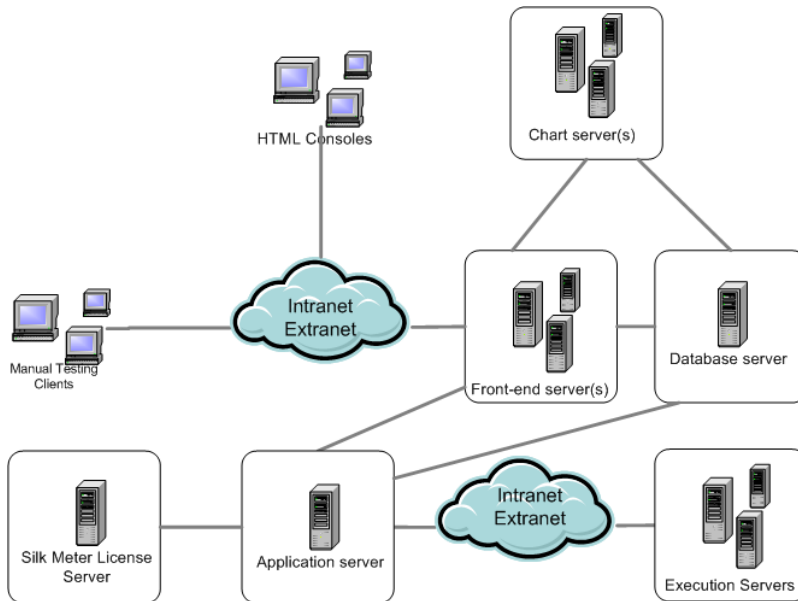 Chart server(s)
HTML Consoles
Intranet
Extranet
Manual Testing
Clients
Front-end server(s)
Database server
Silk Meter License
Server
Application server
Intranet
Extranet
Execution Servers